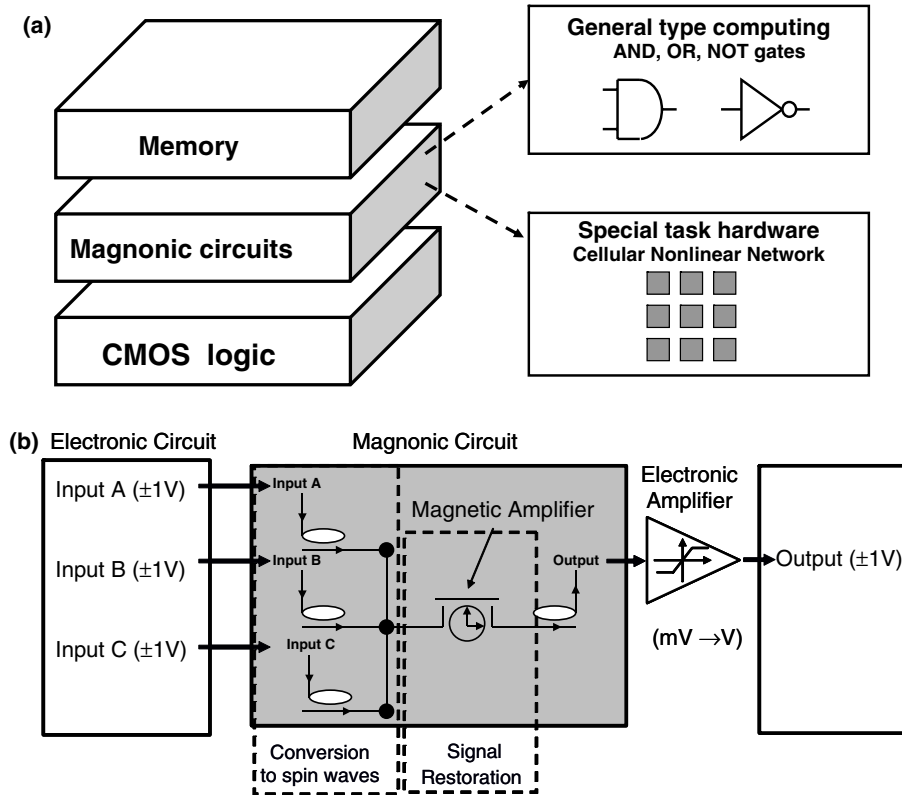 (a)
Memory
Magnonic circuits
CMOS logic
General type computing
AND, OR, NOT gates
Special task hardware
Cellular Nonlinear Network
(b)
Electronic Circuit
Magnonic Circuit
Input A (±1V)
Input B (±1V)
Input C (±1V)
Input A
Input B
Input C
Magnetic Amplifier
Output
Electronic
Amplifier
(mV →V)
Output (±1V)
Conversion
to spin waves
Signal
Restoration